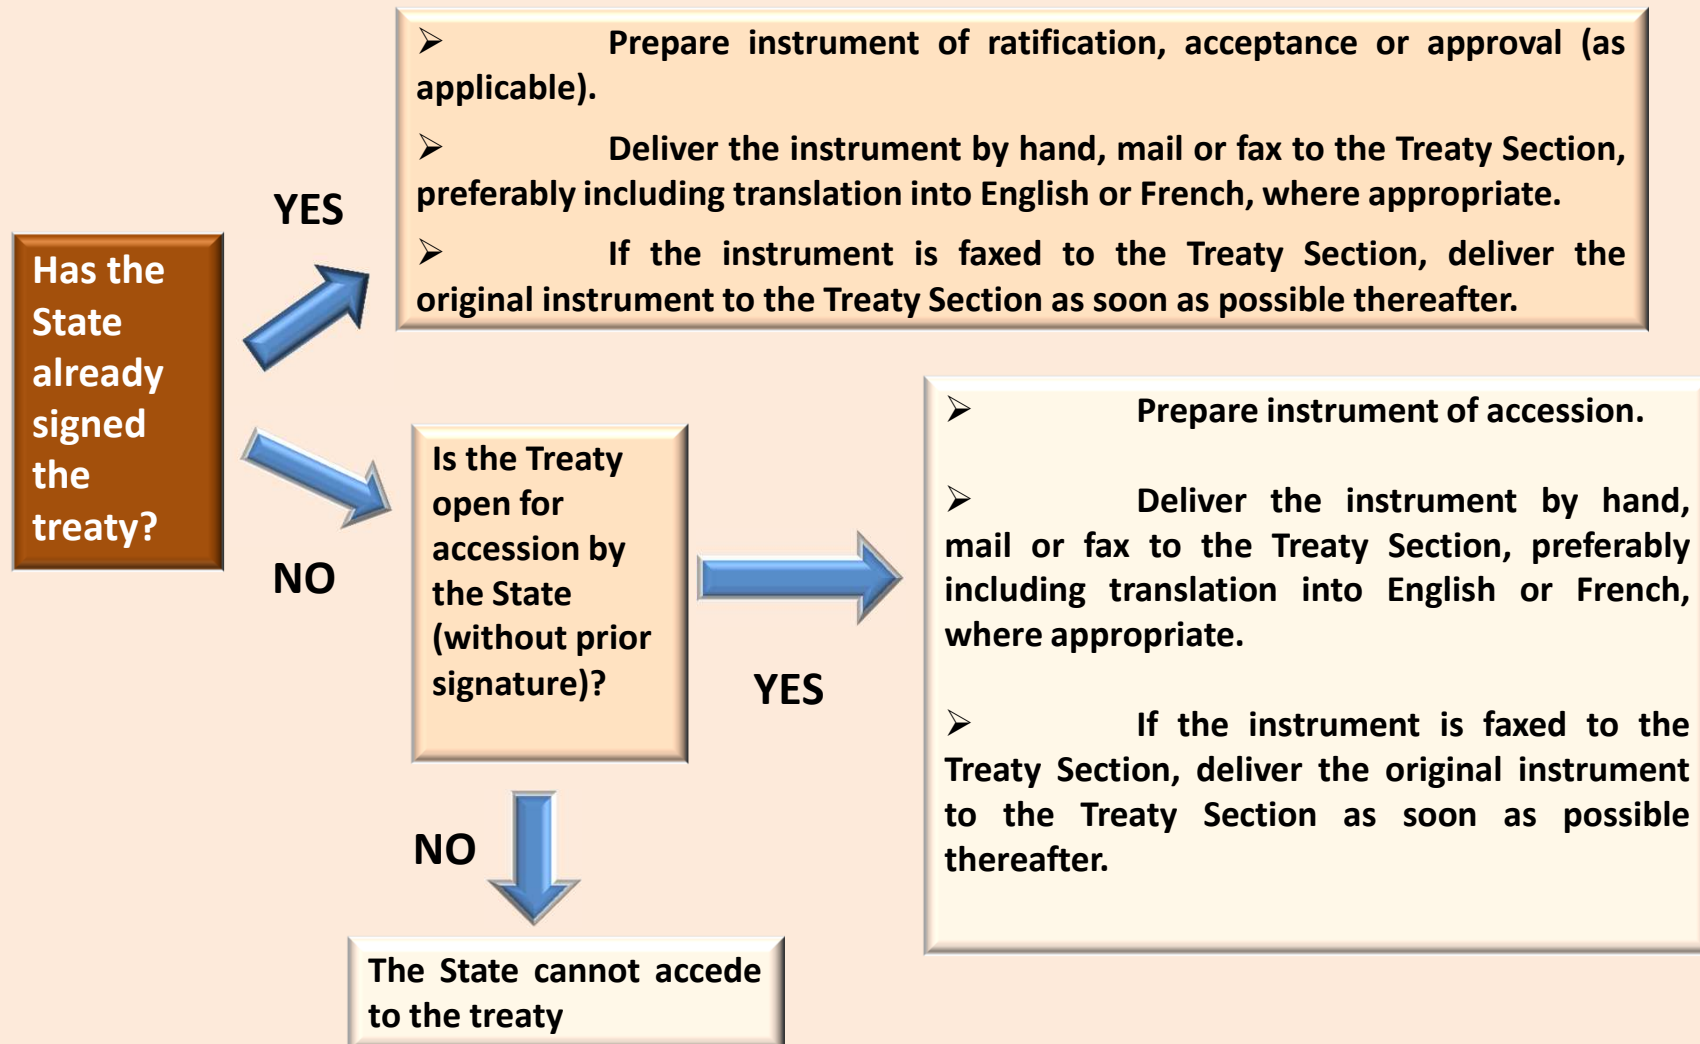 ➢ Prepare instrument of ratification, acceptance or approval (as
applicable).
➢ Deliver the instrument by hand, mail or fax to the Treaty Section,
preferably including translation into English or French, where appropriate.
➢ If the instrument is faxed to the Treaty Section, deliver the
original instrument to the Treaty Section as soon as possible thereafter.
YES
Has the
State
already
signed
the
treaty?
NO
Is the Treaty
open for
accession by
the State
(without prior
signature)?
YES
➢ Prepare instrument of accession.
➢ Deliver the instrument by hand,
mail or fax to the Treaty Section, preferably
including translation into English or French,
where appropriate.
➢ If the instrument is faxed to the
Treaty Section, deliver the original instrument
to the Treaty Section as soon as possible
thereafter.
NO
The State cannot accede
to the treaty